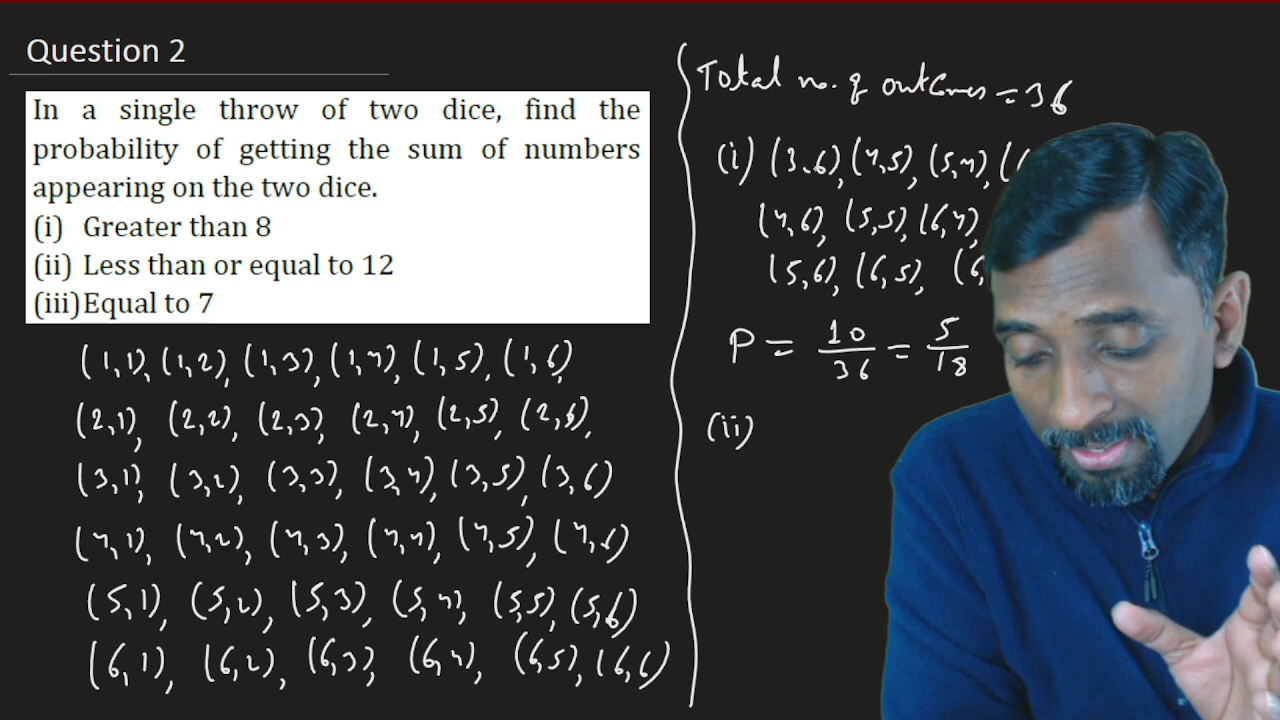 Question 2
In a single throw of two dice, find the
probability of getting the sum of numbers
appearing on the two dice.
(i) Greater than 8
(ii) Less than or equal to 12
(iii) Equal to 7
(1,1), (1,2), (1,3), (1,4), (1,5), (1,6),
(2,1), (2,2), (2,3), (2,4), (2,5), (2,6),
(3,1), (3,2), (3,3), (3,4), (3,5), (3,6)
(4,1), (4,2), (4,3), (4,4), (4,5), (4,6)
(5,1), (5,2), (5,3), (5,4), (5,5), (5,6)
(6,1), (6,2), (6,3), (6,4), (6,5), (6,6)
Total no. of outcomes = 36
(i) (3,6), (4,5), (5,4), (
(4,6), (5,5), (6,4),
(5,6), (6,5), (6,
P = 10/36 = 5/18
(ii)